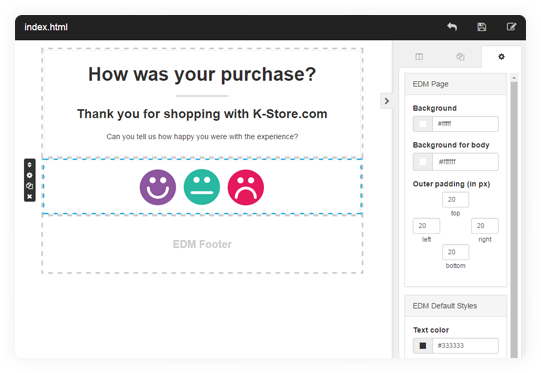 index.html
How was your purchase?
Thank you for shopping with K-Store.com
Can you tell us how happy you were with the experience?
EDM Footer
EDM Page
Background
#ffffff
Background for body
#ffffff
Outer padding (in px)
20
top
20
20
left
right
20
bottom
EDM Default Styles
Text color
#333333